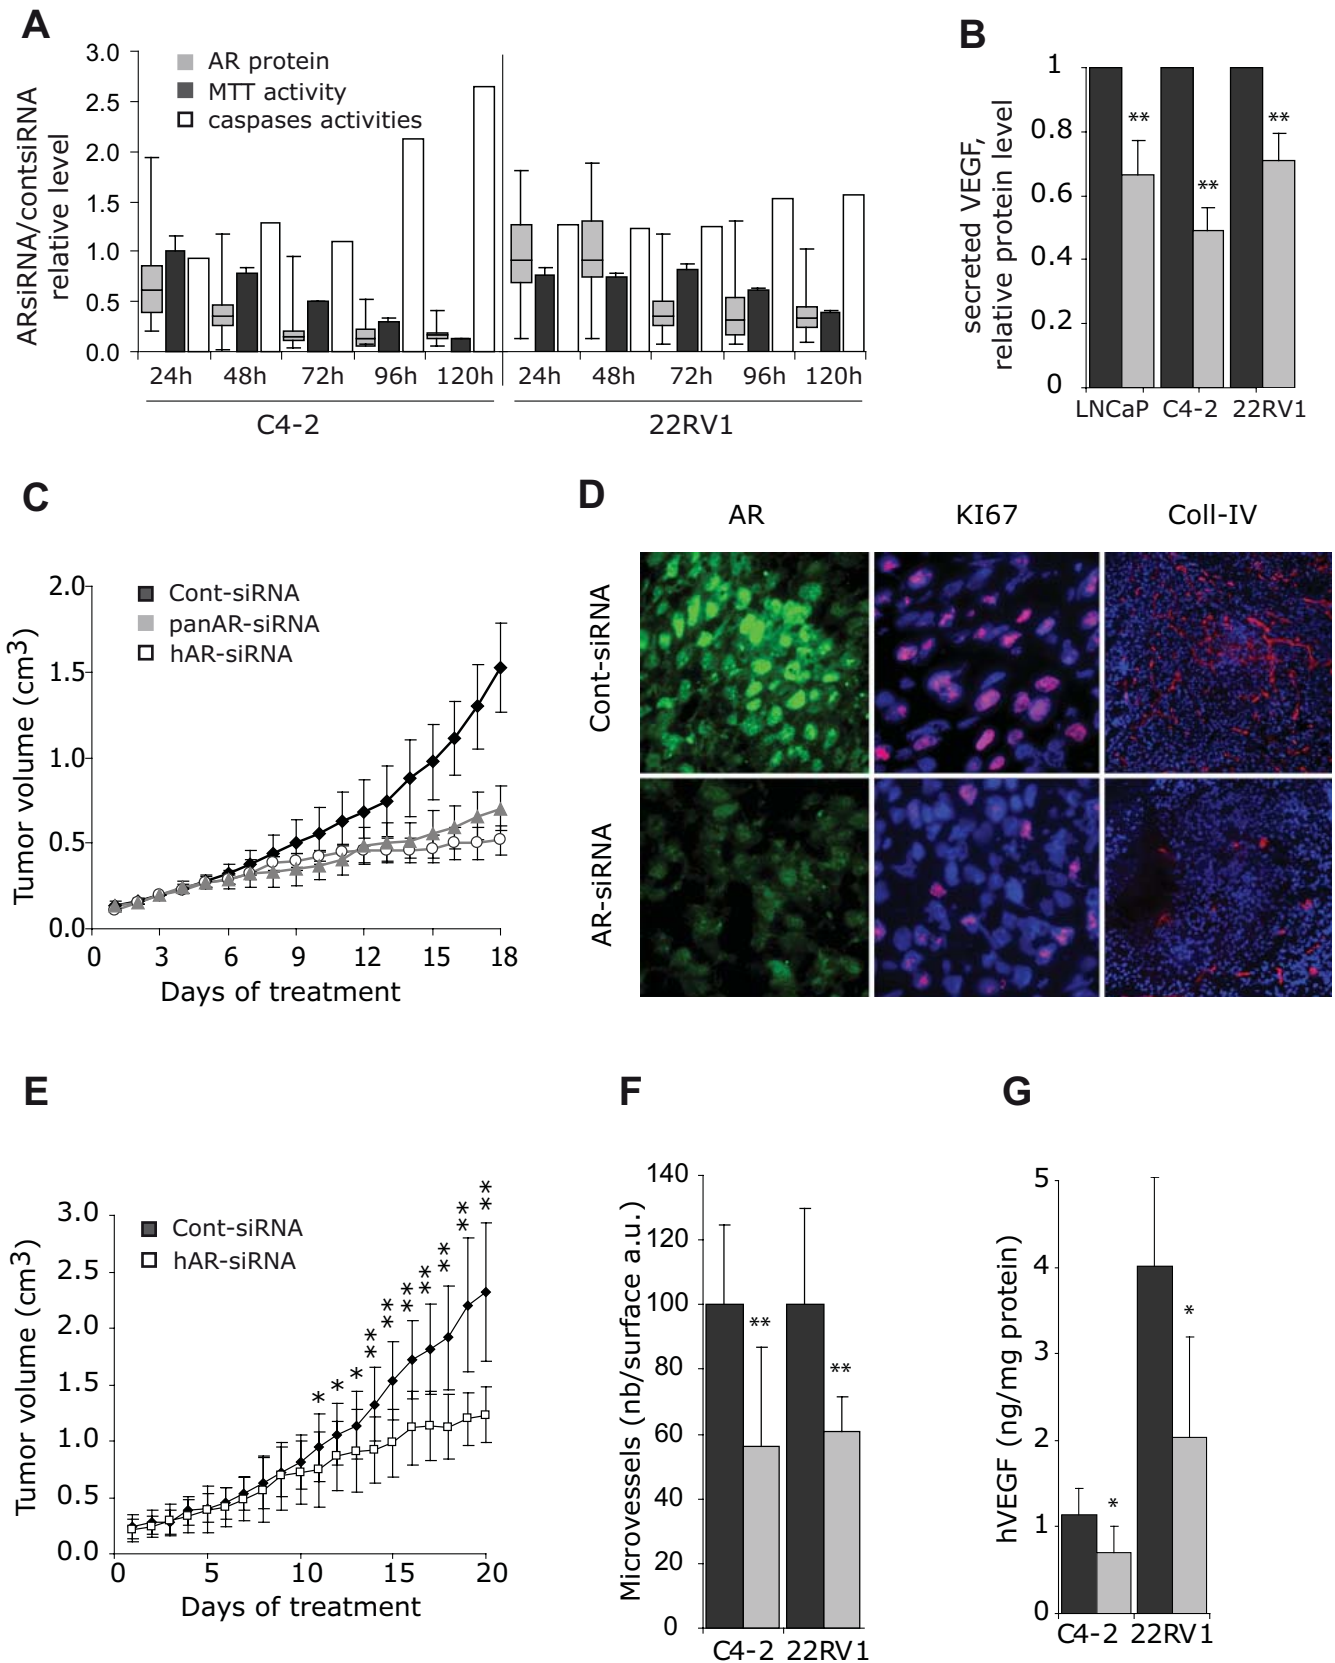 A
3.0
2.5
2.0
1.5
1.0
0.5
0.0
ARsiRNA/contsiRNA
relative level
AR protein
MTT activity
caspases activities
24h 48h 72h 96h 120h 24h 48h 72h 96h 120h
C4-2 22RV1
B
1
0.8
0.6
0.4
0.2
0
secreted VEGF,
relative protein level
** ** **
LNCaP C4-2 22RV1
C
2.0
1.5
1.0
0.5
0.0
Tumor volume (cm3)
Cont-siRNA
panAR-siRNA
hAR-siRNA
0 3 6 9 12 15 18
Days of treatment
D
AR KI67 Coll-IV
Cont-siRNA
AR-siRNA
E
3.0
2.5
2.0
1.5
1.0
0.5
0.0
Tumor volume (cm3)
Cont-siRNA
hAR-siRNA
* * * ** ** ** ** ** ** **
0 5 10 15 20
Days of treatment
F
140
120
100
80
60
40
20
0
Microvessels (nb/surface a.u.)
** **
C4-2 22RV1
G
5
4
3
2
1
0
hVEGF (ng/mg protein)
* *
C4-2 22RV1